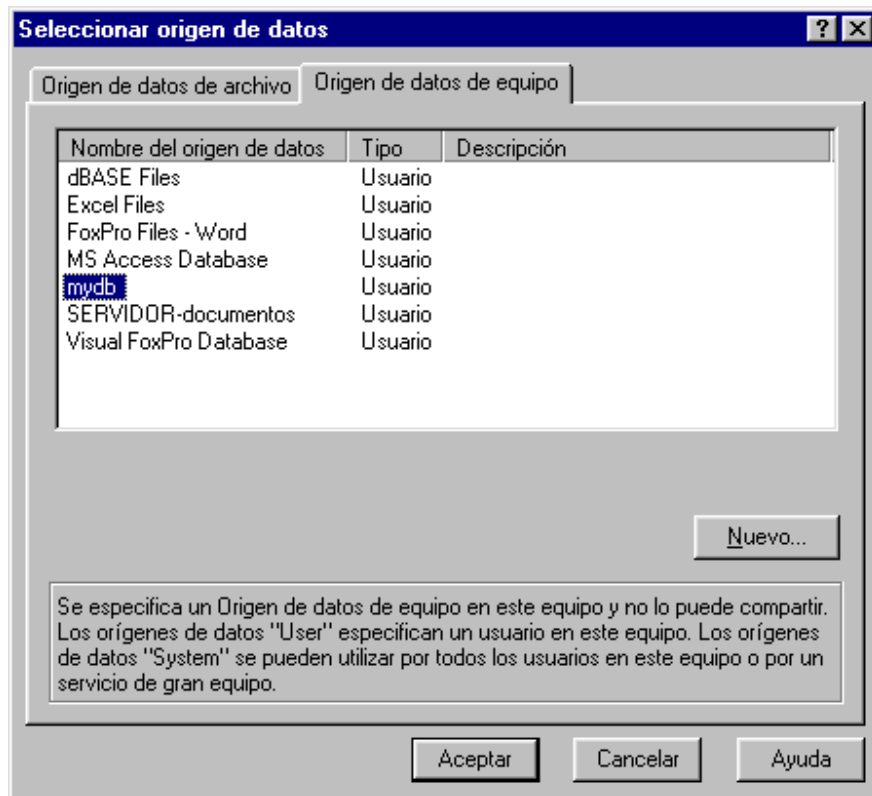 Seleccionar origen de datos
Origen de datos de archivo Origen de datos de equipo
Nombre del origen de datos Tipo Descripción
dBASE Files Usuario
Excel Files Usuario
FoxPro Files - Word Usuario
MS Access Database Usuario
mydb Usuario
SERVIDOR-documentos Usuario
Visual FoxPro Database Usuario
Nuevo...
Se especifica un Origen de datos de equipo en este equipo y no lo puede compartir.
Los orígenes de datos "User" especifican un usuario en este equipo. Los orígenes
de datos "System" se pueden utilizar por todos los usuarios en este equipo o por un
servicio de gran equipo.
Aceptar Cancelar Ayuda